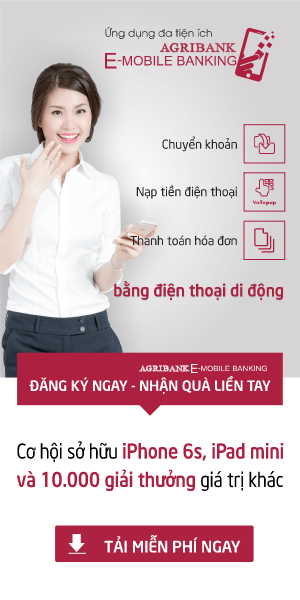 Ứng dụng đa tiện ích
AGRIBANK
E-MOBILE BANKING
Chuyển khoản
Nạp tiền điện thoại
VnTopup
Thanh toán hóa đơn
bằng điện thoại di động
AGRIBANK E-MOBILE BANKING
ĐĂNG KÝ NGAY - NHẬN QUÀ LIỀN TAY
Cơ hội sở hữu iPhone 6s, iPad mini
và 10.000 giải thưởng giá trị khác
TẢI MIỄN PHÍ NGAY